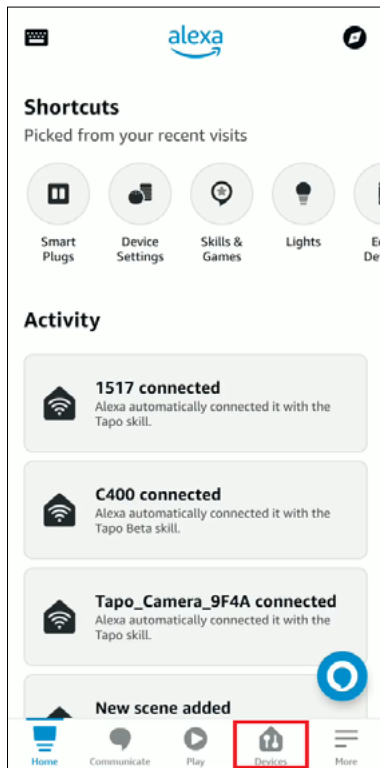 alexa
Shortcuts
Picked from your recent visits
Smart
Plugs
Device
Settings
Skills &
Games
Lights
E
De
Activity
1517 connected
Alexa automatically connected it with the
Tapo skill.
C400 connected
Alexa automatically connected it with the
Tapo Beta skill.
Tapo_Camera_9F4A connected
Alexa automatically connected it with the
Tapo skill.
New scene added
Home
Communicate
Play
Devices
More